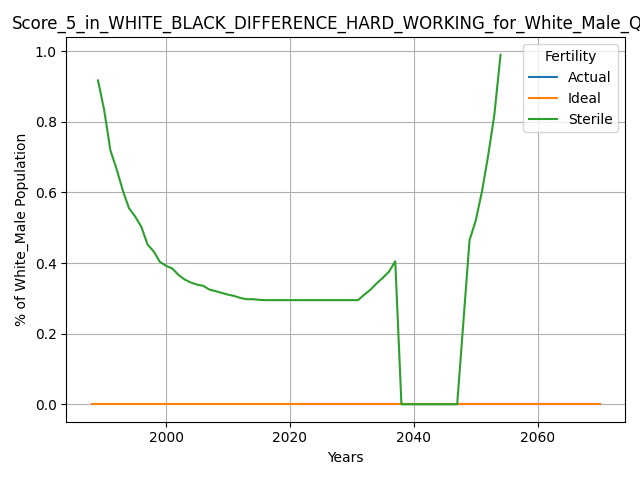 Score_5_in_WHITE_BLACK_DIFFERENCE_HARD_WORKING_for_White_Male_Q
Fertility
Actual
Ideal
Sterile
% of White_Male Population
1.0
0.8
0.6
0.4
0.2
0.0
2000 2020 2040 2060
Years